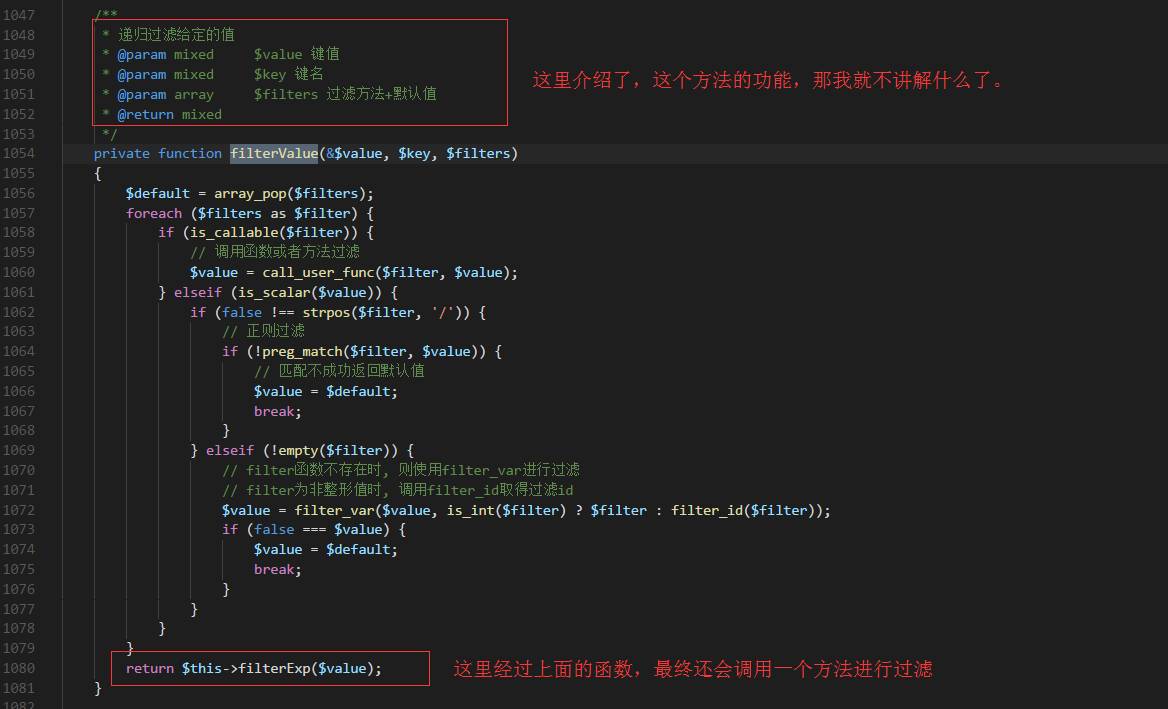 1047 /**
1048 * 递归过滤给定的值
1049 * @param mixed $value 键值
1050 * @param mixed $key 键名
1051 * @param array $filters 过滤方法+默认值
1052 * @return mixed
这里介绍了，这个方法的功能，那我就不讲解什么了。
1053 */
1054 private function filterValue(&$value, $key, $filters)
1055 {
1056 $default = array_pop($filters);
1057 foreach ($filters as $filter) {
1058 if (is_callable($filter)) {
1059 // 调用函数或者方法过滤
1060 $value = call_user_func($filter, $value);
1061 } elseif (is_scalar($value)) {
1062 if (false !== strpos($filter, '/')) {
1063 // 正则过滤
1064 if (!preg_match($filter, $value)) {
1065 // 匹配不成功返回默认值
1066 $value = $default;
1067 break;
1068 }
1069 } elseif (!empty($filter)) {
1070 // filter函数不存在时, 则使用filter_var进行过滤
1071 // filter为非整形值时, 调用filter_id取得过滤id
1072 $value = filter_var($value, is_int($filter) ? $filter : filter_id($filter));
1073 if (false === $value) {
1074 $value = $default;
1075 break;
1076 }
1077 }
1078 }
1079 }
1080 return $this->filterExp($value);
这里经过上面的函数，最终还会调用一个方法进行过滤
1081 }
1082